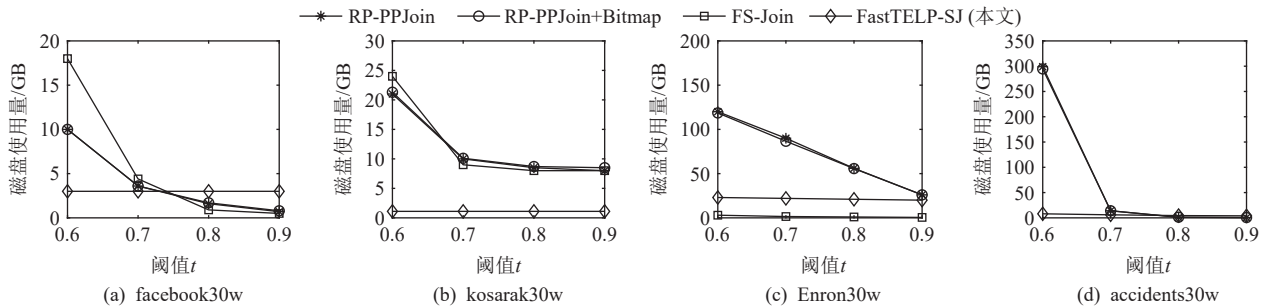 RP-PPJoin RP-PPJoin+Bitmap FS-Join FastTELP-SJ (本文)
磁盘使用量/GB
20
15
10
5
0
0.6 0.7 0.8 0.9
阈值t
(a) facebook30w
磁盘使用量/GB
30
25
20
15
10
5
0
0.6 0.7 0.8 0.9
阈值t
(b) kosarak30w
磁盘使用量/GB
200
150
100
50
0
0.6 0.7 0.8 0.9
阈值t
(c) Enron30w
磁盘使用量/GB
350
300
250
200
150
100
50
0
0.6 0.7 0.8 0.9
阈值t
(d) accidents30w